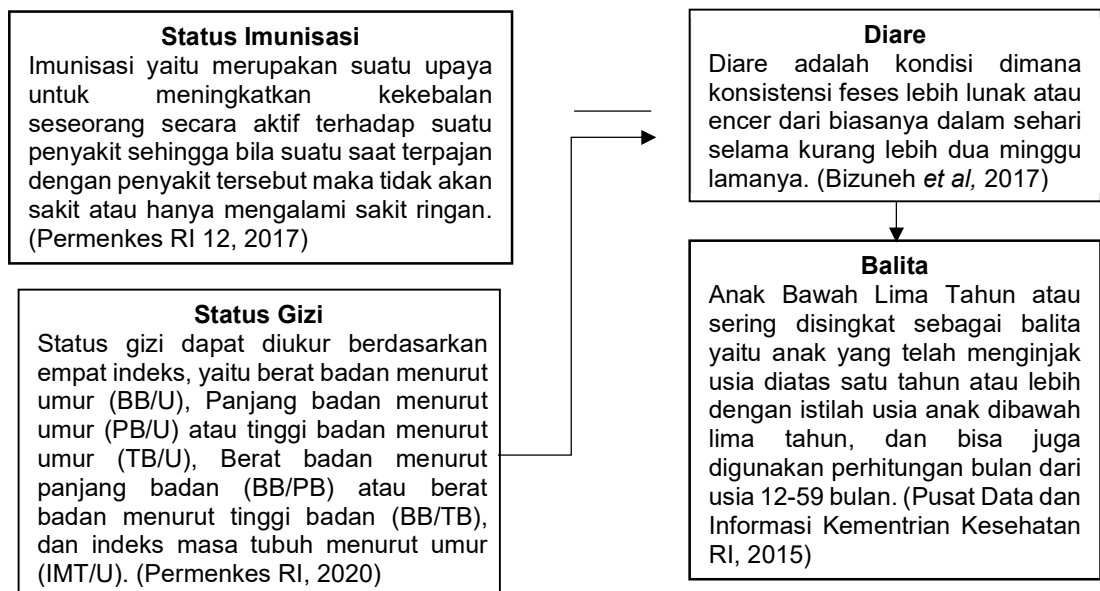 Status Imunisasi
Imunisasi yaitu merupakan suatu upaya
untuk meningkatkan kekebalan
seseorang secara aktif terhadap suatu
penyakit sehingga bila suatu saat terpajan
dengan penyakit tersebut maka tidak akan
sakit atau hanya mengalami sakit ringan.
(Permenkes RI 12, 2017)
Status Gizi
Status gizi dapat diukur berdasarkan
empat indeks, yaitu berat badan menurut
umur (BB/U), Panjang badan menurut
umur (PB/U) atau tinggi badan menurut
umur (TB/U), Berat badan menurut
panjang badan (BB/PB) atau berat
badan menurut tinggi badan (BB/TB),
dan indeks masa tubuh menurut umur
(IMT/U). (Permenkes RI, 2020)
Diare
Diare adalah kondisi dimana
konsistensi feses lebih lunak atau
encer dari biasanya dalam sehari
selama kurang lebih dua minggu
lamanya. (Bizuneh et al, 2017)
Balita
Anak Bawah Lima Tahun atau
sering disingkat sebagai balita
yaitu anak yang telah menginjak
usia diatas satu tahun atau lebih
dengan istilah usia anak dibawah
lima tahun, dan bisa juga
digunakan perhitungan bulan dari
usia 12-59 bulan. (Pusat Data dan
Informasi Kementrian Kesehatan
RI, 2015)